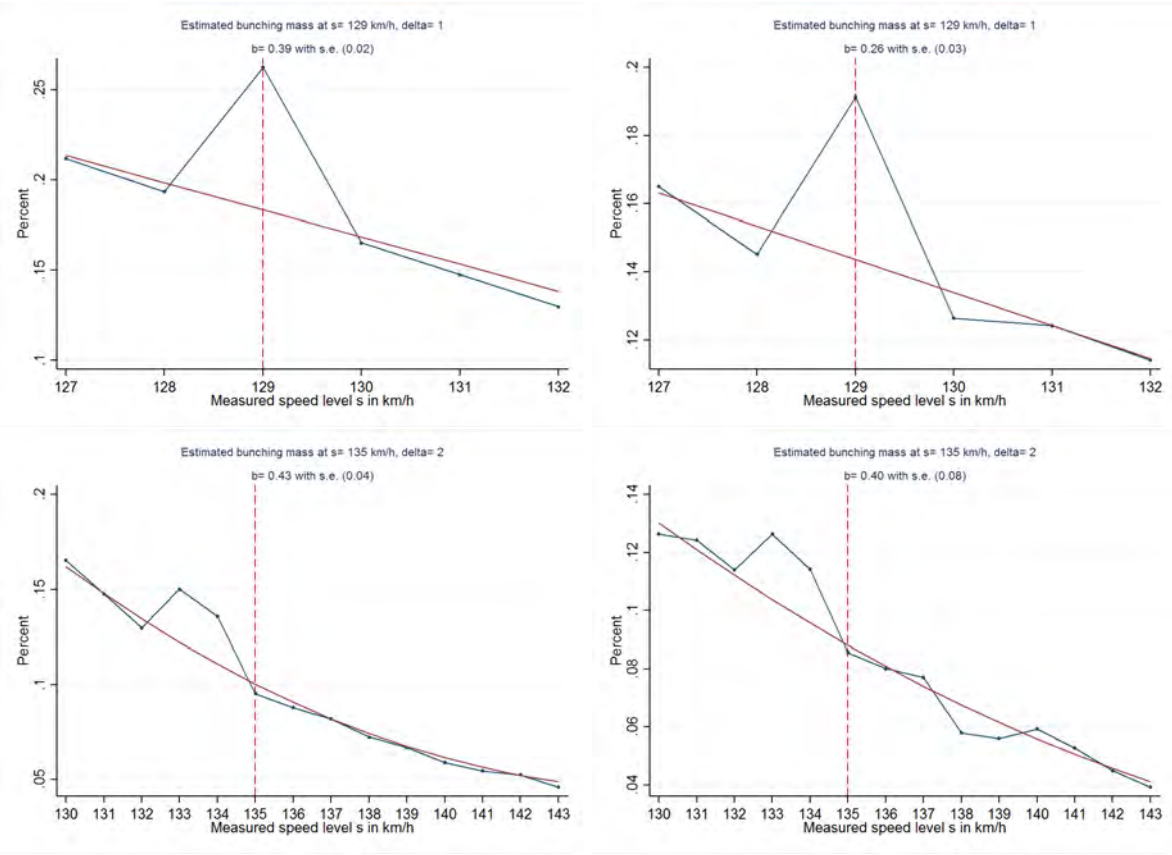 Estimated bunching mass at s= 129 km/h, delta= 1
b= 0.39 with s.e. (0.02)
Percent
.25
.2
.15
.1
127 128 129 130 131 132
Measured speed level s in km/h
Estimated bunching mass at s= 129 km/h, delta= 1
b= 0.26 with s.e. (0.03)
Percent
.2
.18
.16
.14
.12
127 128 129 130 131 132
Measured speed level s in km/h
Estimated bunching mass at s= 135 km/h, delta= 2
b= 0.43 with s.e. (0.04)
Percent
.2
.15
.1
.05
130 131 132 133 134 135 136 137 138 139 140 141 142 143
Measured speed level s in km/h
Estimated bunching mass at s= 135 km/h, delta= 2
b= 0.40 with s.e. (0.08)
Percent
.14
.12
.1
.08
.06
.04
130 131 132 133 134 135 136 137 138 139 140 141 142 143
Measured speed level s in km/h